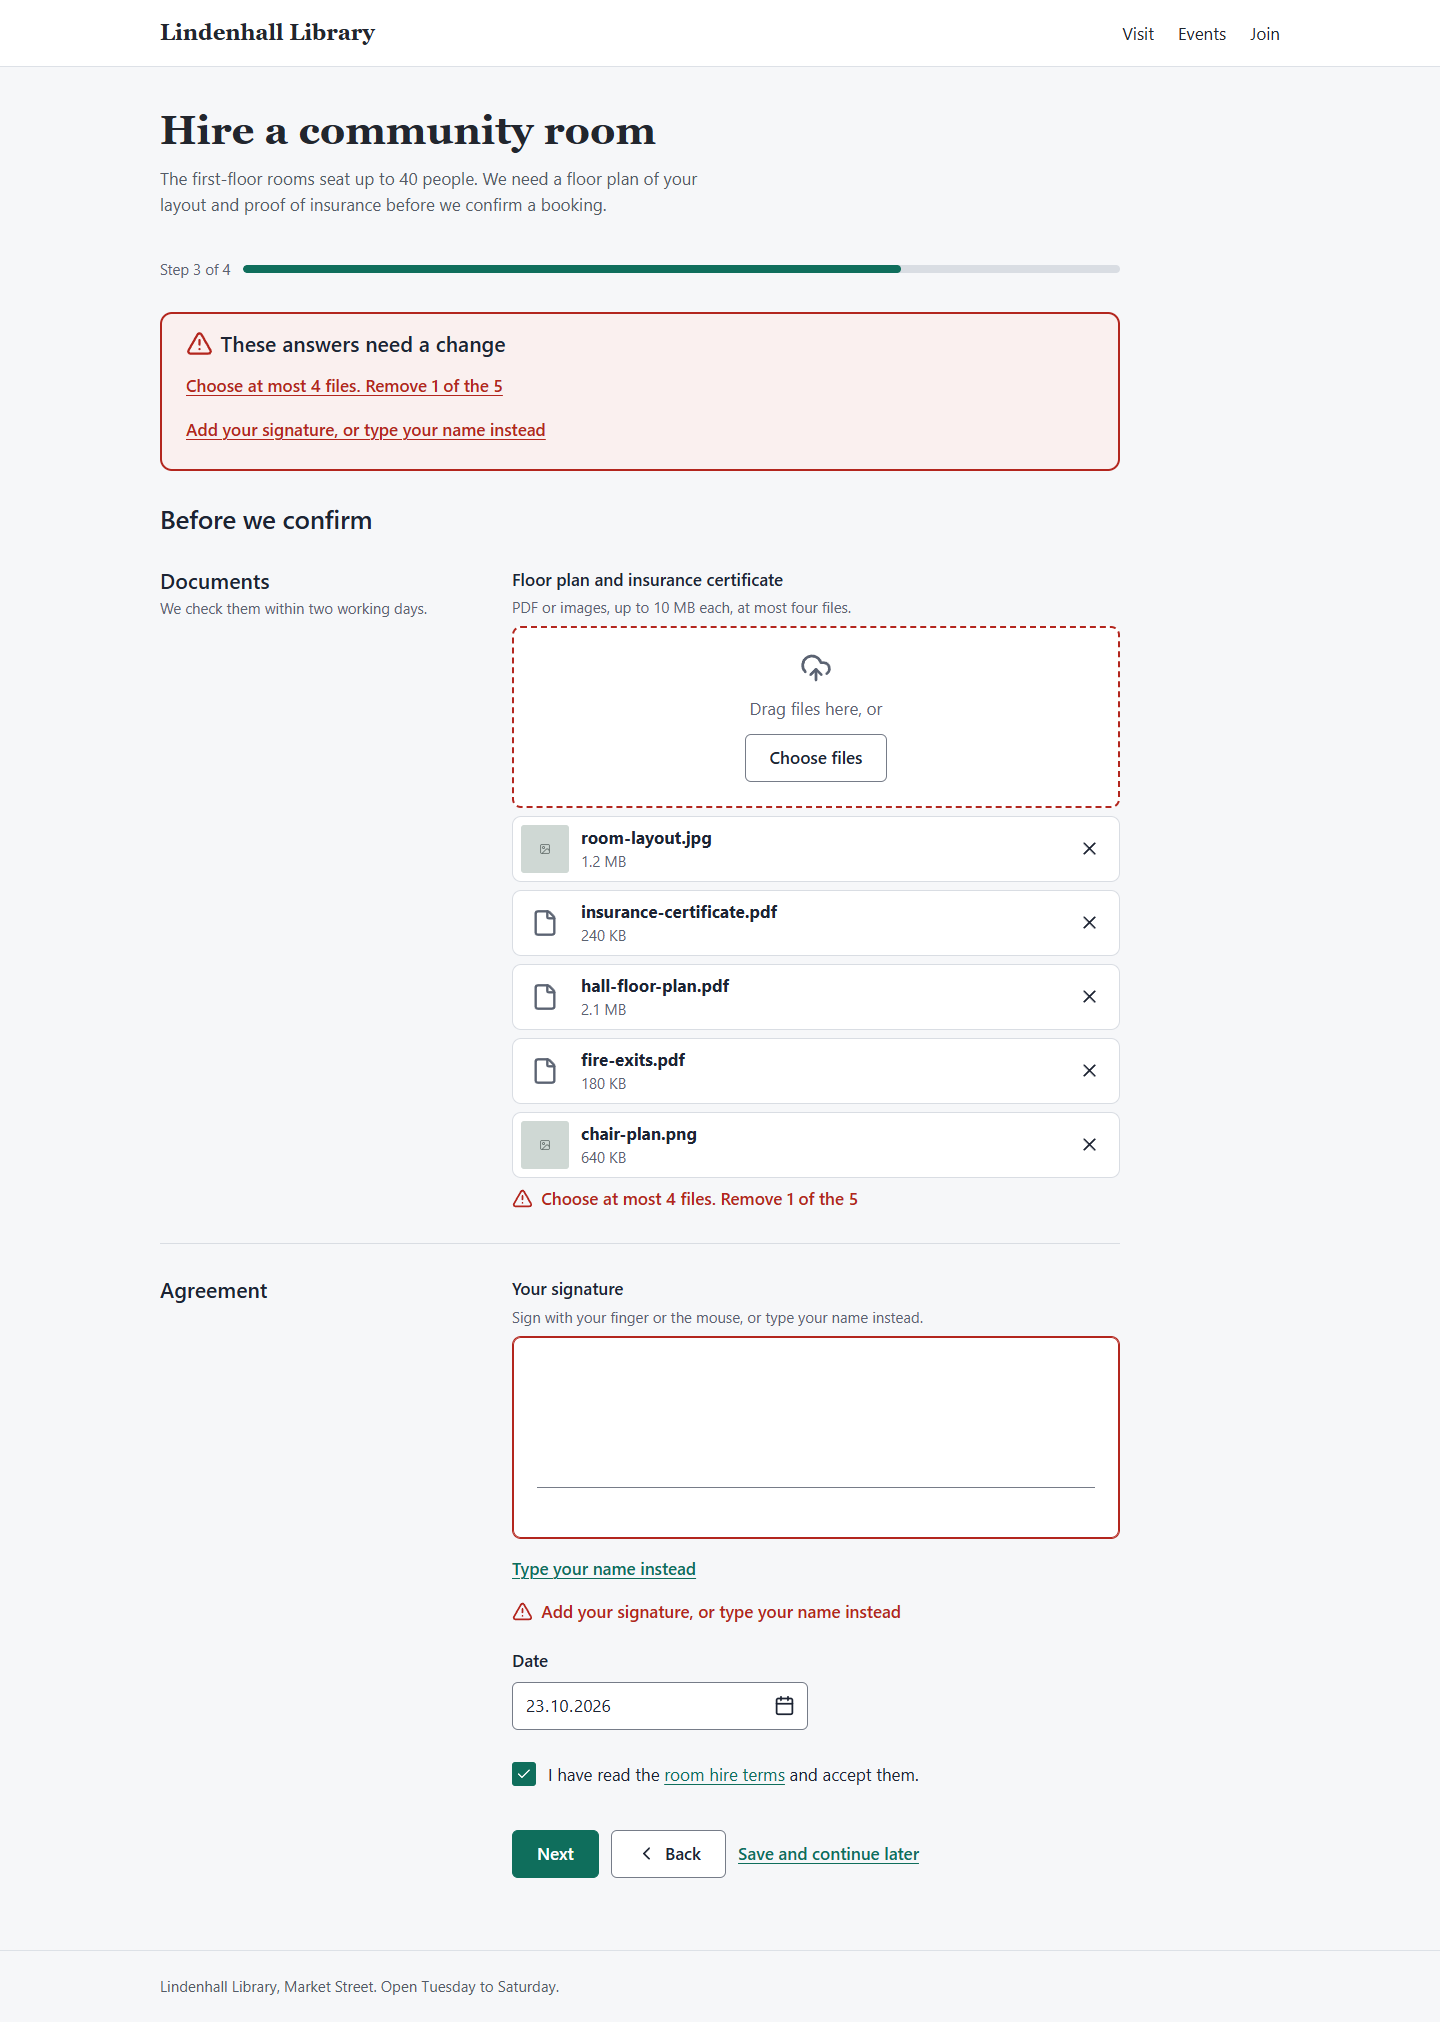 Lindenhall Library
Visit
Events
Join
Hire a community room
The first-floor rooms seat up to 40 people. We need a floor plan of your
layout and proof of insurance before we confirm a booking.
Step 3 of 4
These answers need a change
Choose at most 4 files. Remove 1 of the 5
Add your signature, or type your name instead
Before we confirm
Documents
We check them within two working days.
Floor plan and insurance certificate
PDF or images, up to 10 MB each, at most four files.
Drag files here, or
Choose files
room-layout.jpg
1.2 MB
insurance-certificate.pdf
240 KB
hall-floor-plan.pdf
2.1 MB
fire-exits.pdf
180 KB
chair-plan.png
640 KB
Choose at most 4 files. Remove 1 of the 5
Agreement
Your signature
Sign with your finger or the mouse, or type your name instead.
Type your name instead
Add your signature, or type your name instead
Date
23.10.2026
I have read the room hire terms and accept them.
Next
Back
Save and continue later
Lindenhall Library, Market Street. Open Tuesday to Saturday.